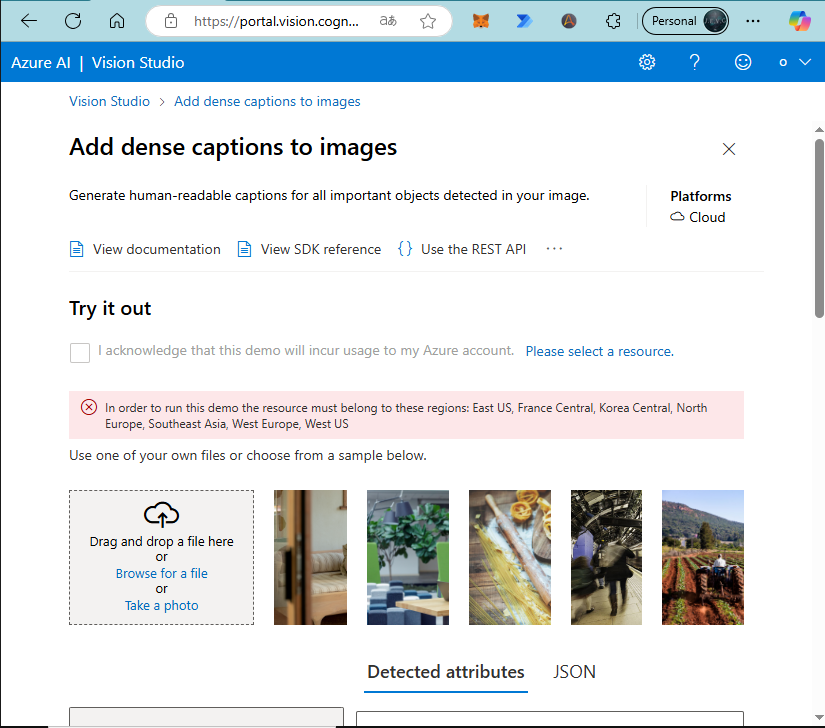 https://portal.vision.cogn...
Personal
Azure AI | Vision Studio
Vision Studio > Add dense captions to images
Add dense captions to images
Generate human-readable captions for all important objects detected in your image.
Platforms
Cloud
View documentation
View SDK reference
{} Use the REST API
...
Try it out
I acknowledge that this demo will incur usage to my Azure account. Please select a resource.
In order to run this demo the resource must belong to these regions: East US, France Central, Korea Central, North
Europe, Southeast Asia, West Europe, West US
Use one of your own files or choose from a sample below.
Drag and drop a file here
or
Browse for a file
or
Take a photo
Detected attributes
JSON